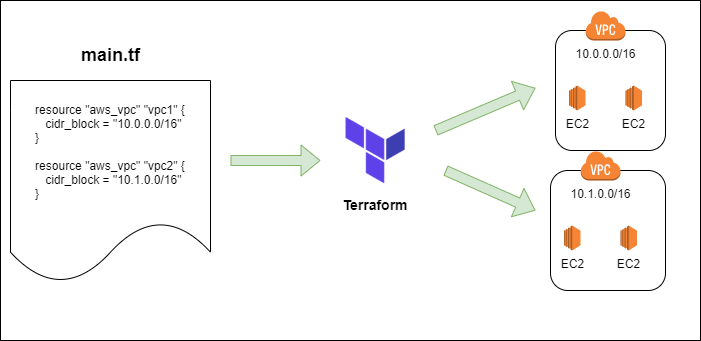 main.tf
resource "aws_vpc" "vpc1" {
cidr_block = "10.0.0.0/16"
}
resource "aws_vpc" "vpc2" {
cidr_block = "10.1.0.0/16"
}
Terraform
VPC
10.0.0.0/16
EC2 EC2
VPC
10.1.0.0/16
EC2 EC2